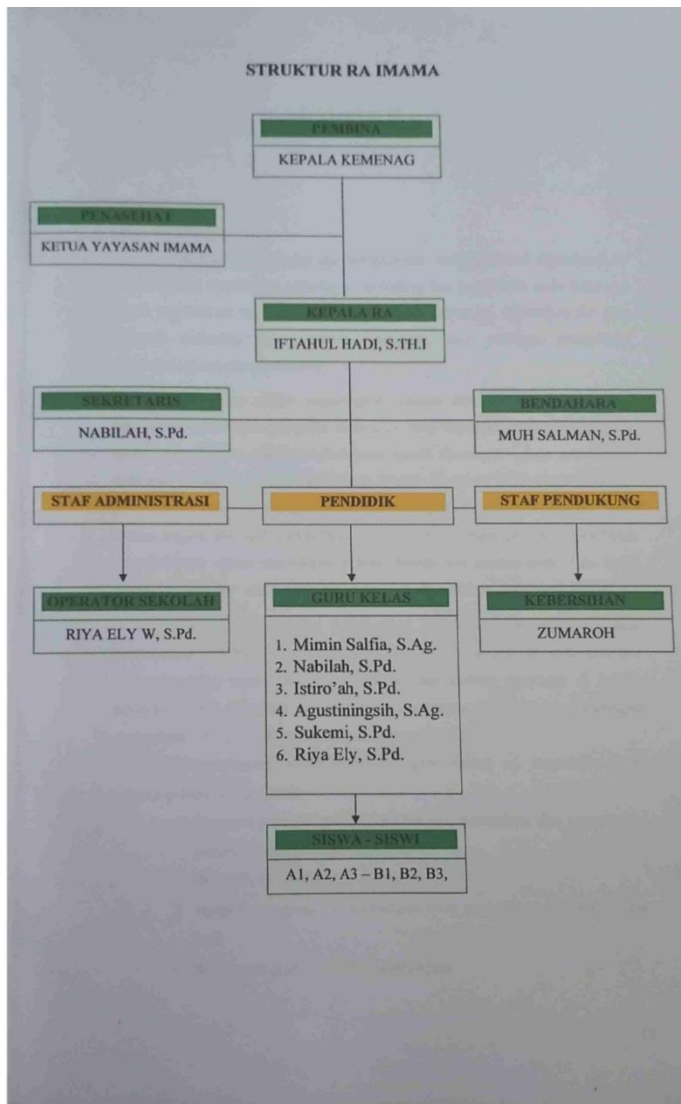 STRUKTUR RA IMAMA
PEMBINA
KEPALA KEMENAG
PENASEHAT
KETUA YAYASAN IMAMA
KEPALA RA
IFTAHUL HADI, S.TH.I
SEKRETARIS
NABILAH, S.Pd.
BENDAHARA
MUH SALMAN, S.Pd.
STAF ADMINISTRASI
PENDIDIK
STAF PENDUKUNG
OPERATOR SEKOLAH
RIYA ELY W, S.Pd.
GURU KELAS
1. Mimin Salfia, S.Ag.
2. Nabilah, S.Pd.
3. Istiro’ah, S.Pd.
4. Agustiningsih, S.Ag.
5. Sukemi, S.Pd.
6. Riya Ely, S.Pd.
KEBERSIHAN
ZUMAROH
SISWA - SISWI
A1, A2, A3 – B1, B2, B3,